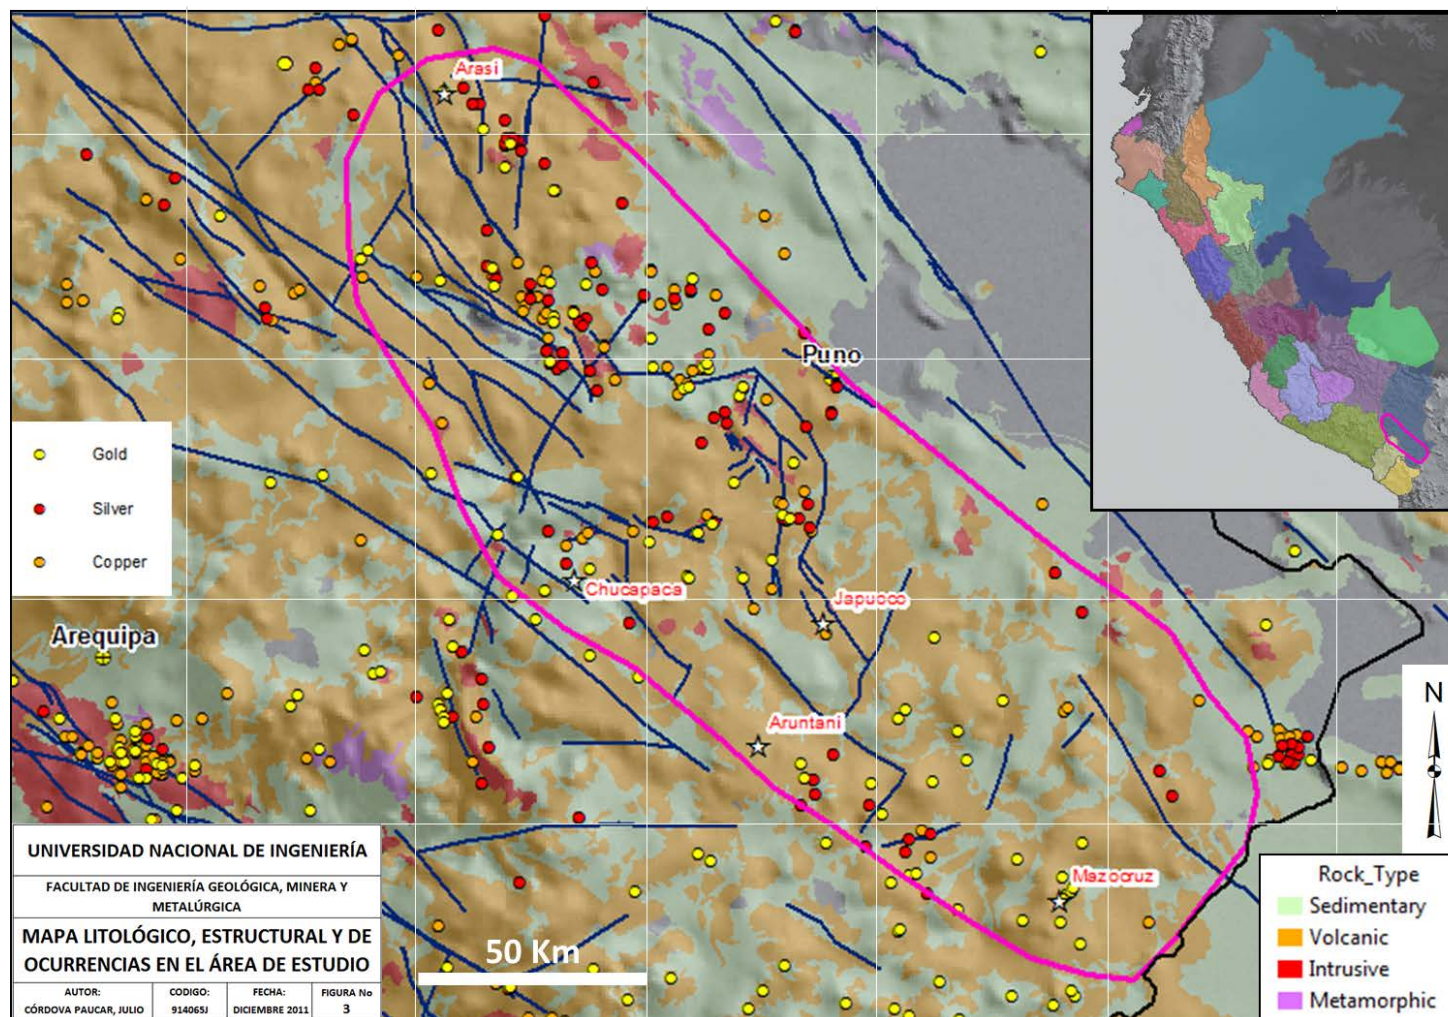 Arasi
Puno
Gold
Silver
Copper
Chucapaca
Japuoco
Arequipa
Aruntani
N
Mazocruz
50 Km
UNIVERSIDAD NACIONAL DE INGENIERÍA
FACULTAD DE INGENIERÍA GEOLÓGICA, MINERA Y
METALÚRGICA
MAPA LITOLÓGICO, ESTRUCTURAL Y DE
OCURRENCIAS EN EL ÁREA DE ESTUDIO
AUTOR: CÓDIGO: FECHA: FIGURA No
CÓRDOVA PAUCAR, JULIO 914065J DICIEMBRE 2011 3
Rock_Type
Sedimentary
Volcanic
Intrusive
Metamorphic